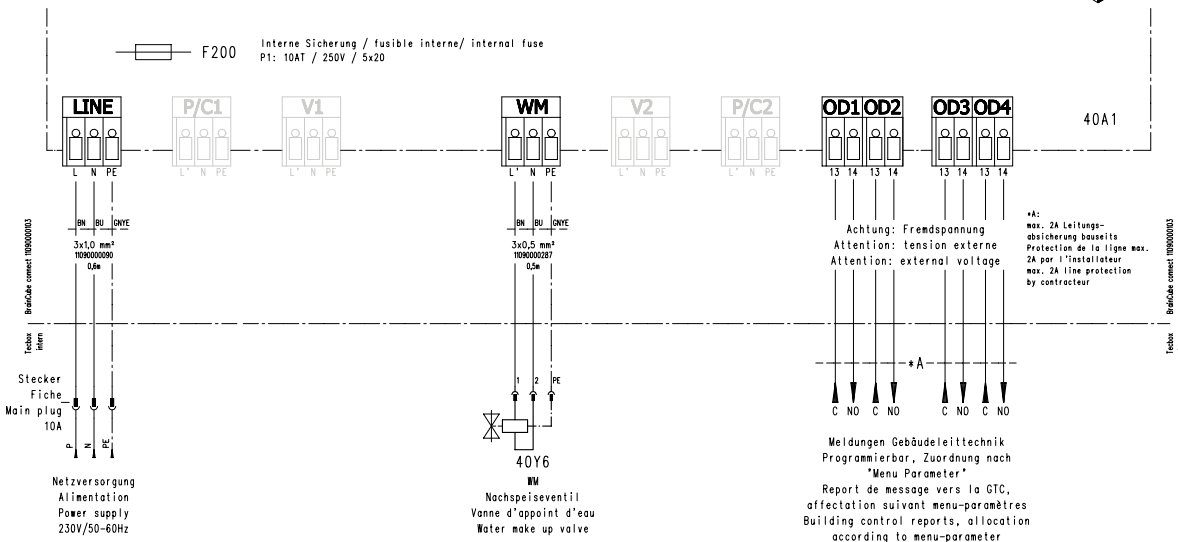 F200
Interne Sicherung / fusible interne/ internal fuse
P1: 10AT / 250V / 5x20
LINE
P/C1
V1
WM
V2
P/C2
OD1 OD2
OD3 OD4
40A1
L N PE
L' N PE
L' N PE
L' N PE
L' N PE
L' N PE
13 14 13 14
13 14 13 14
BN BU GNYE
3x1,0 mm²
11090000090
0,6m
BN BU GNYE
3x0,5 mm²
11090000287
0,5m
Achtung: Fremdspannung
Attention: tension externe
Attention: external voltage
*A:
max. 2A Leitungs-
absicherung bauseits
Protection de la ligne max.
2A par l'installateur
max. 2A line protection
by contracteur
BrainCube connect 11090000103
BrainCube connect 11090000103
Tecbox
intern
Tecbox
Stecker
Fiche
Main plug
10A
P N PE
Netzversorgung
Alimentation
Power supply
230V/50-60Hz
1 2 PE
40Y6
WM
Nachspeiseventil
Vanne d'appoint d'eau
Water make up valve
*A
C NO C NO
C NO C NO
Meldungen Gebäudeleittechnik
Programmierbar, Zuordnung nach
"Menu Parameter"
Report de message vers la GTC,
affectation suivant menu-paramètres
Building control reports, allocation
according to menu-parameter